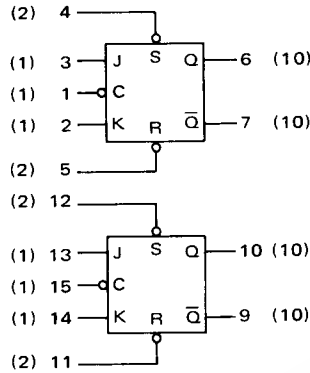 (2) 4
S
(1) 3 J Q 6 (10)
(1) 1 C
(1) 2 K R Q̅ 7 (10)
(2) 5
(2) 12
S
(1) 13 J Q 10 (10)
(1) 15 C
(1) 14 K R Q̅ 9 (10)
(2) 11